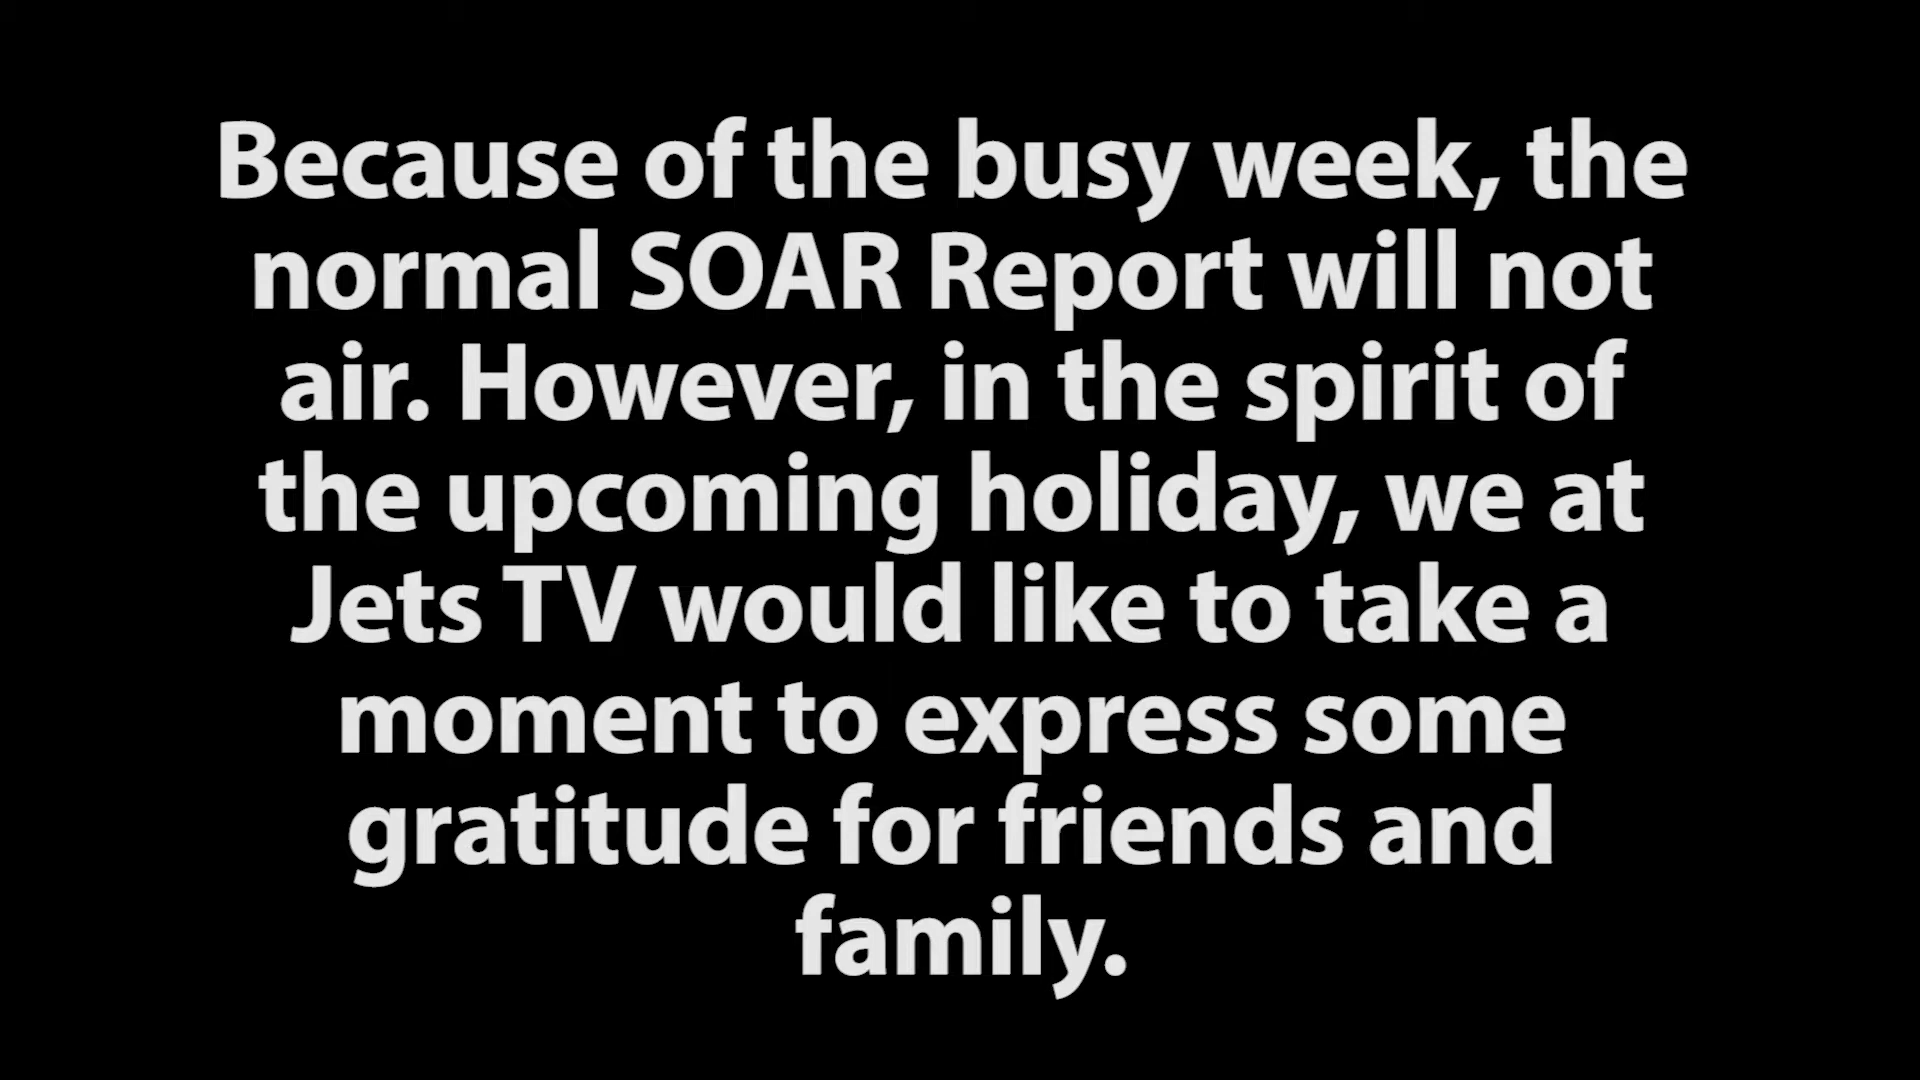 Because of the busy week, the
normal SOAR Report will not
air. However, in the spirit of
the upcoming holiday, we at
Jets TV would like to take a
moment to express some
gratitude for friends and
family.